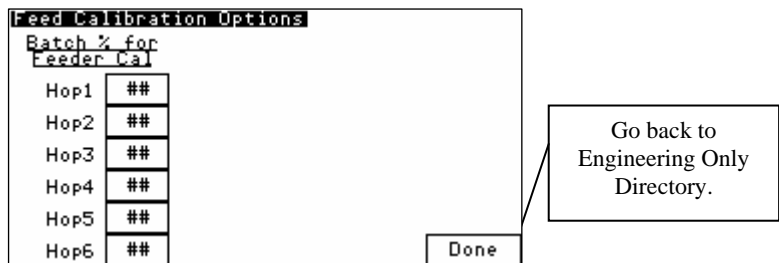 Feed Calibration Options
Batch % for
Feeder Cal
Hop1 ##
Hop2 ##
Hop3 ##
Hop4 ##
Hop5 ##
Hop6 ##
Done
Go back to
Engineering Only
Directory.